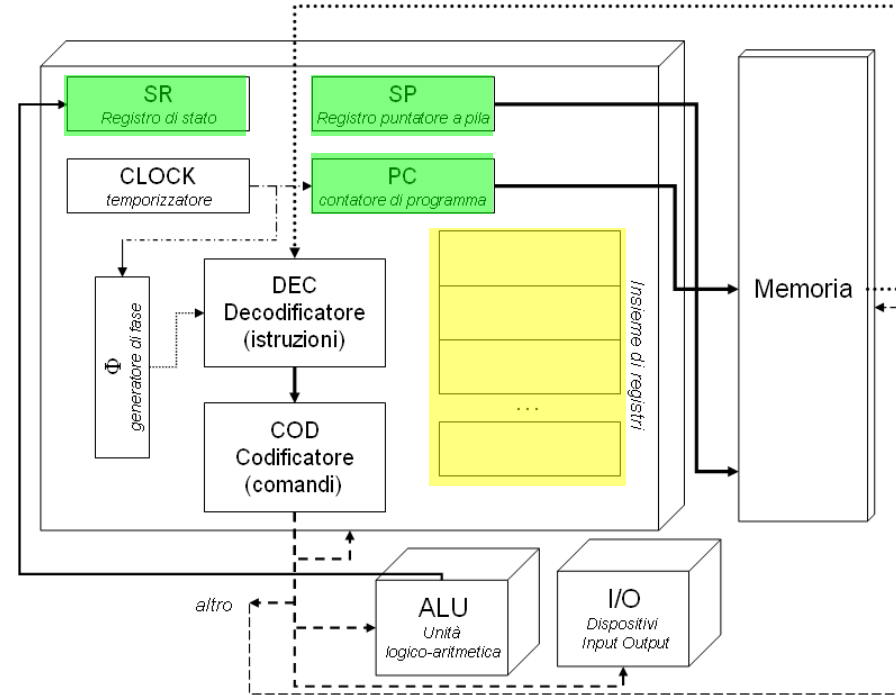 SR
Registro di stato
SP
Registro puntatore a pila
CLOCK
temporizzatore
PC
contatore di programma
Φ
generatore di fase
DEC
Decodificatore
(istruzioni)
COD
Codificatore
(comandi)
...
Insieme di registri
Memoria
altro
ALU
Unità
logico-aritmetica
I/O
Dispositivi
Input Output